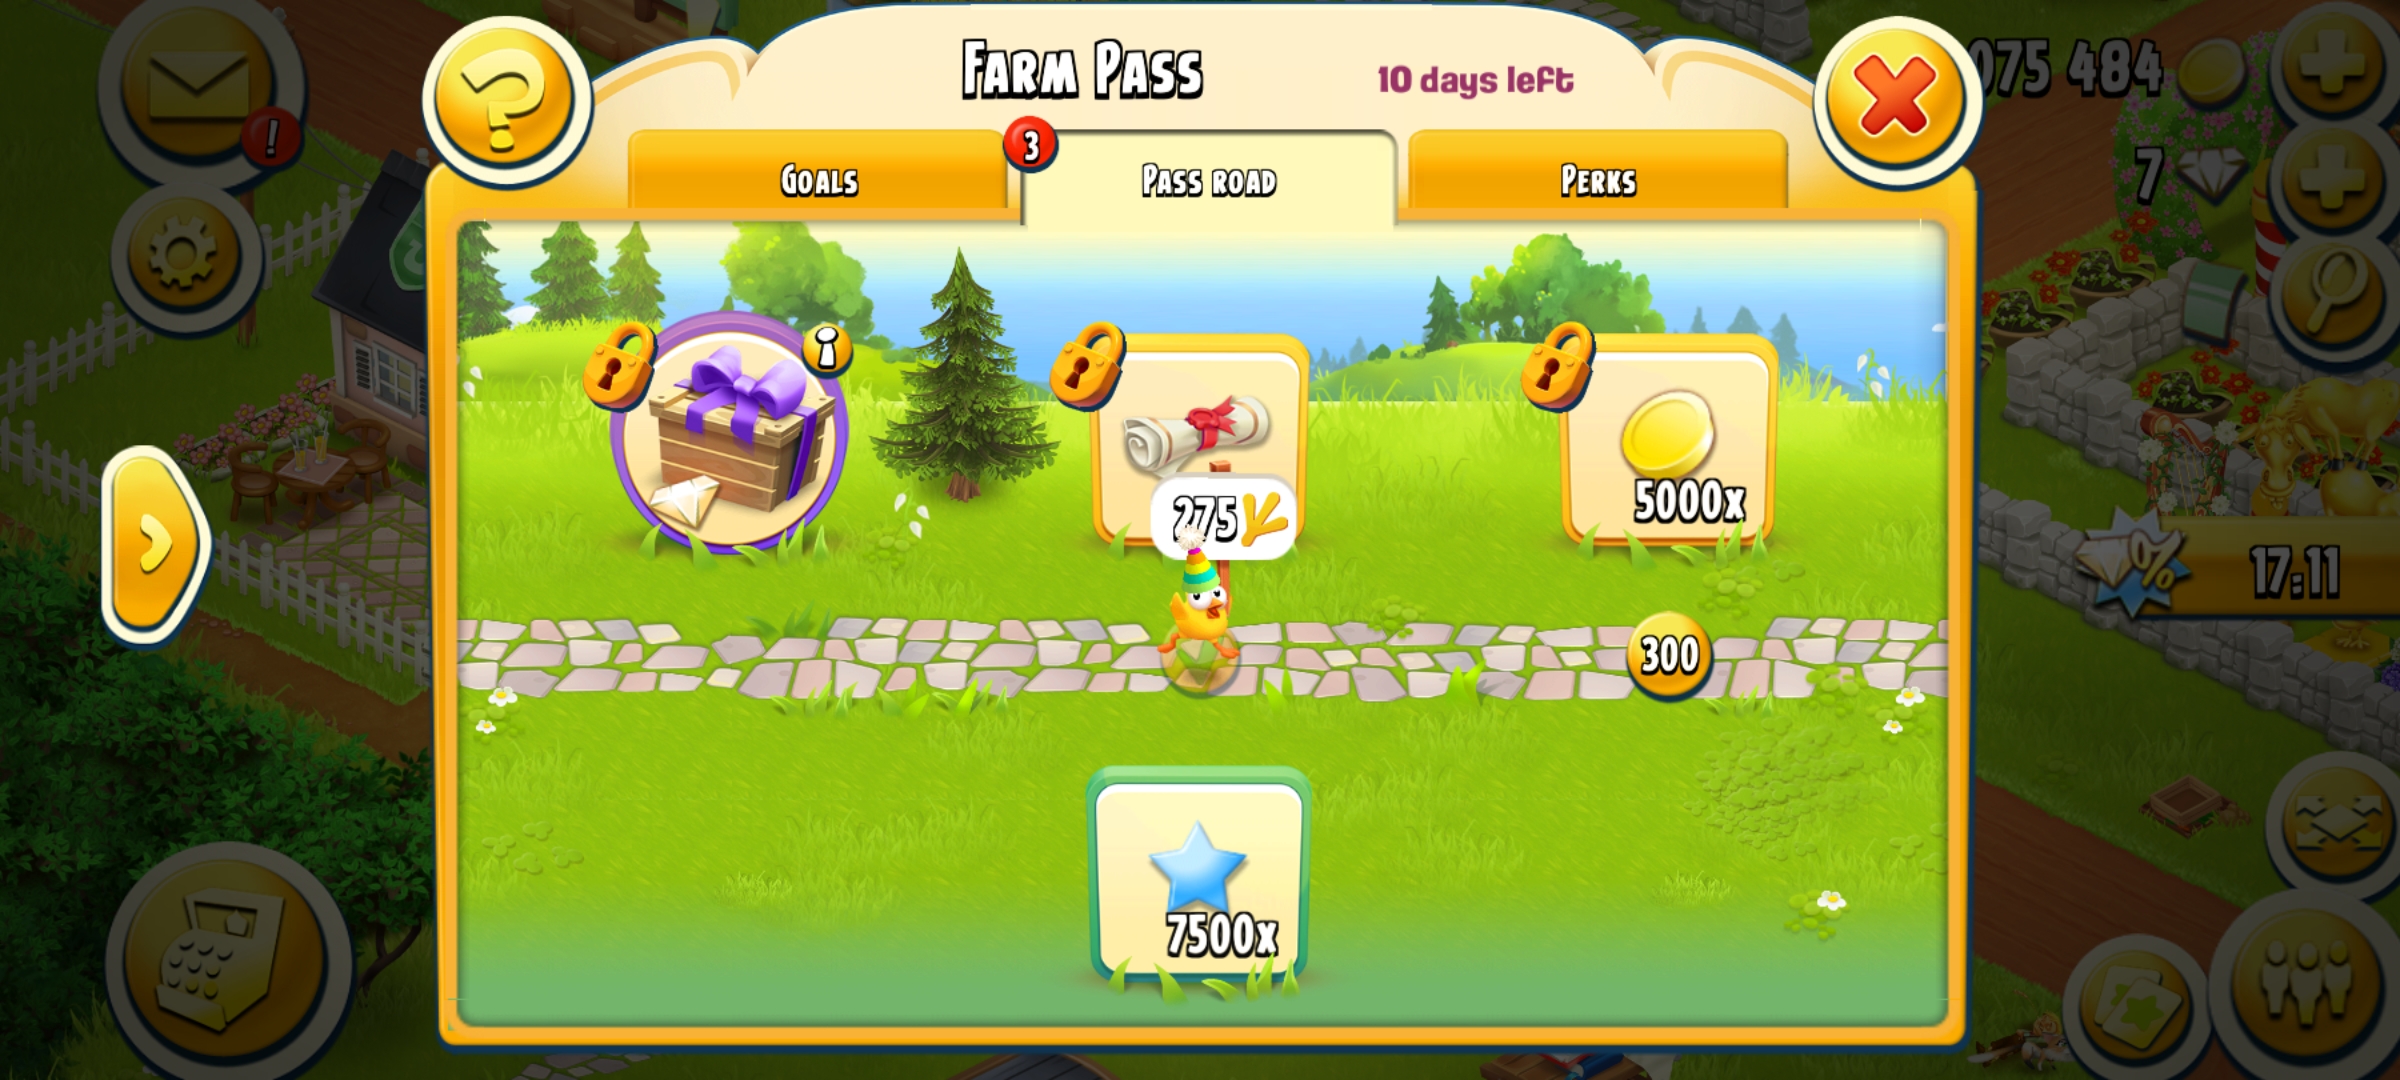 FARM PASS
10 days left
075 484
3
GOALS
PASS ROAD
PERKS
7
!
275
5000x
%
17:11
300
7500x